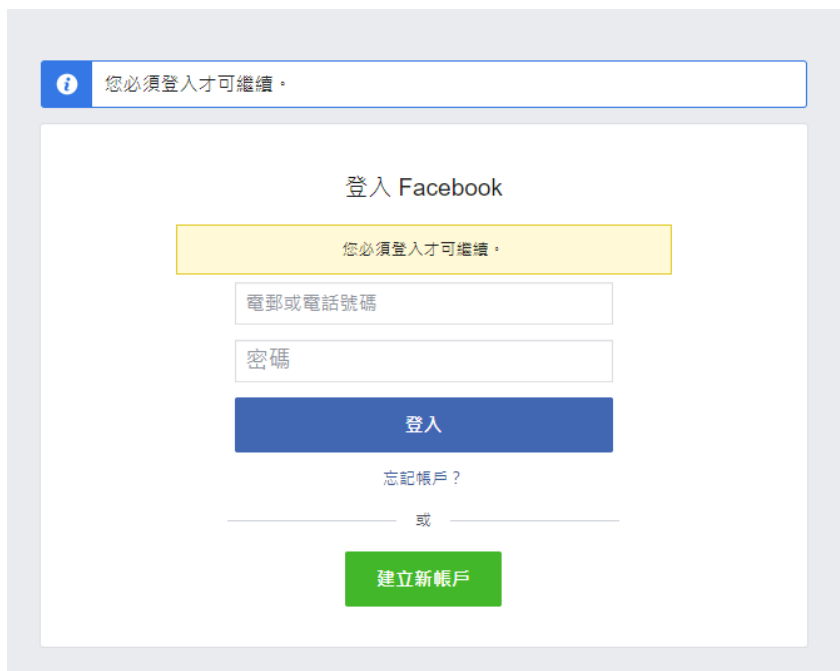 您必須登入才可繼續。
登入 Facebook
您必須登入才可繼續。
電郵或電話號碼
密碼
登入
忘記帳戶？
或
建立新帳戶